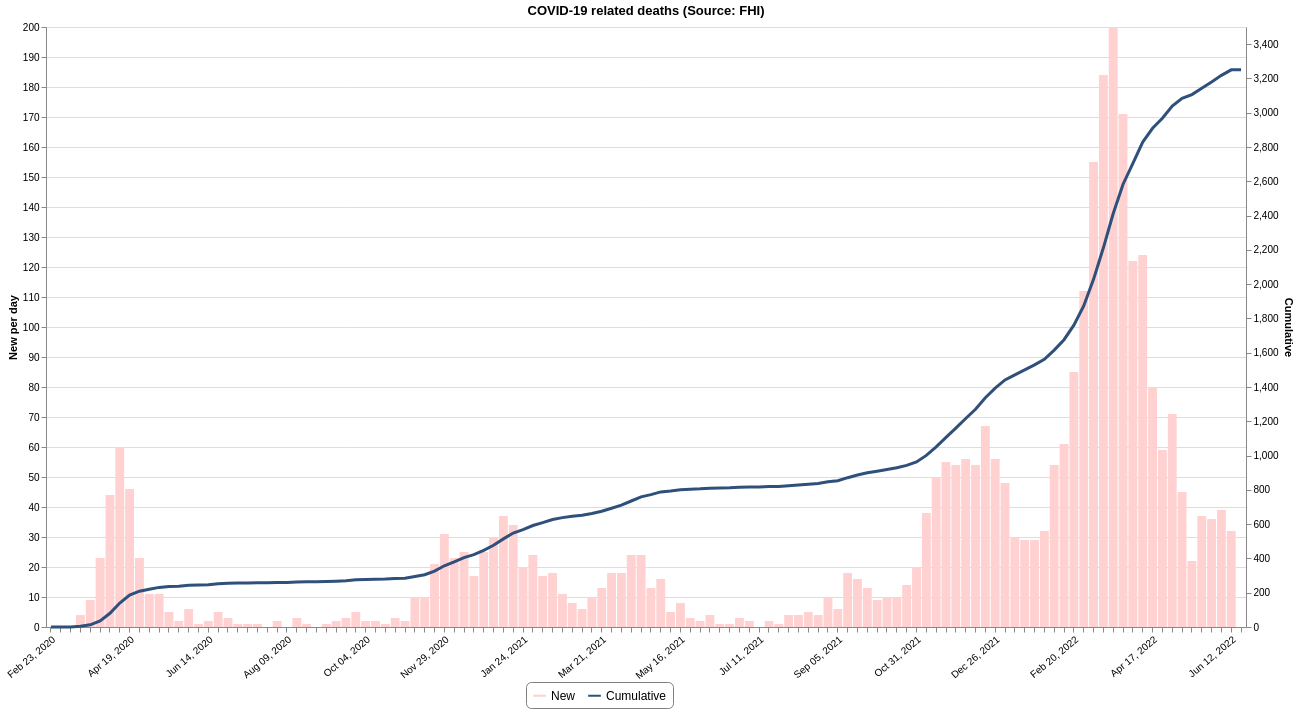 COVID-19 related deaths (Source: FHI)
New per day
200
190
180
170
160
150
140
130
120
110
100
90
80
70
60
50
40
30
20
10
0
3,400
3,200
3,000
2,800
2,600
2,400
2,200
2,000
1,800
1,600
1,400
1,200
1,000
800
600
400
200
0
Cumulative
Feb 23, 2020
Apr 19, 2020
Jun 14, 2020
Aug 09, 2020
Oct 04, 2020
Nov 29, 2020
Jan 24, 2021
Mar 21, 2021
May 16, 2021
Jul 11, 2021
Sep 05, 2021
Oct 31, 2021
Dec 26, 2021
Feb 20, 2022
Apr 17, 2022
Jun 12, 2022
New Cumulative